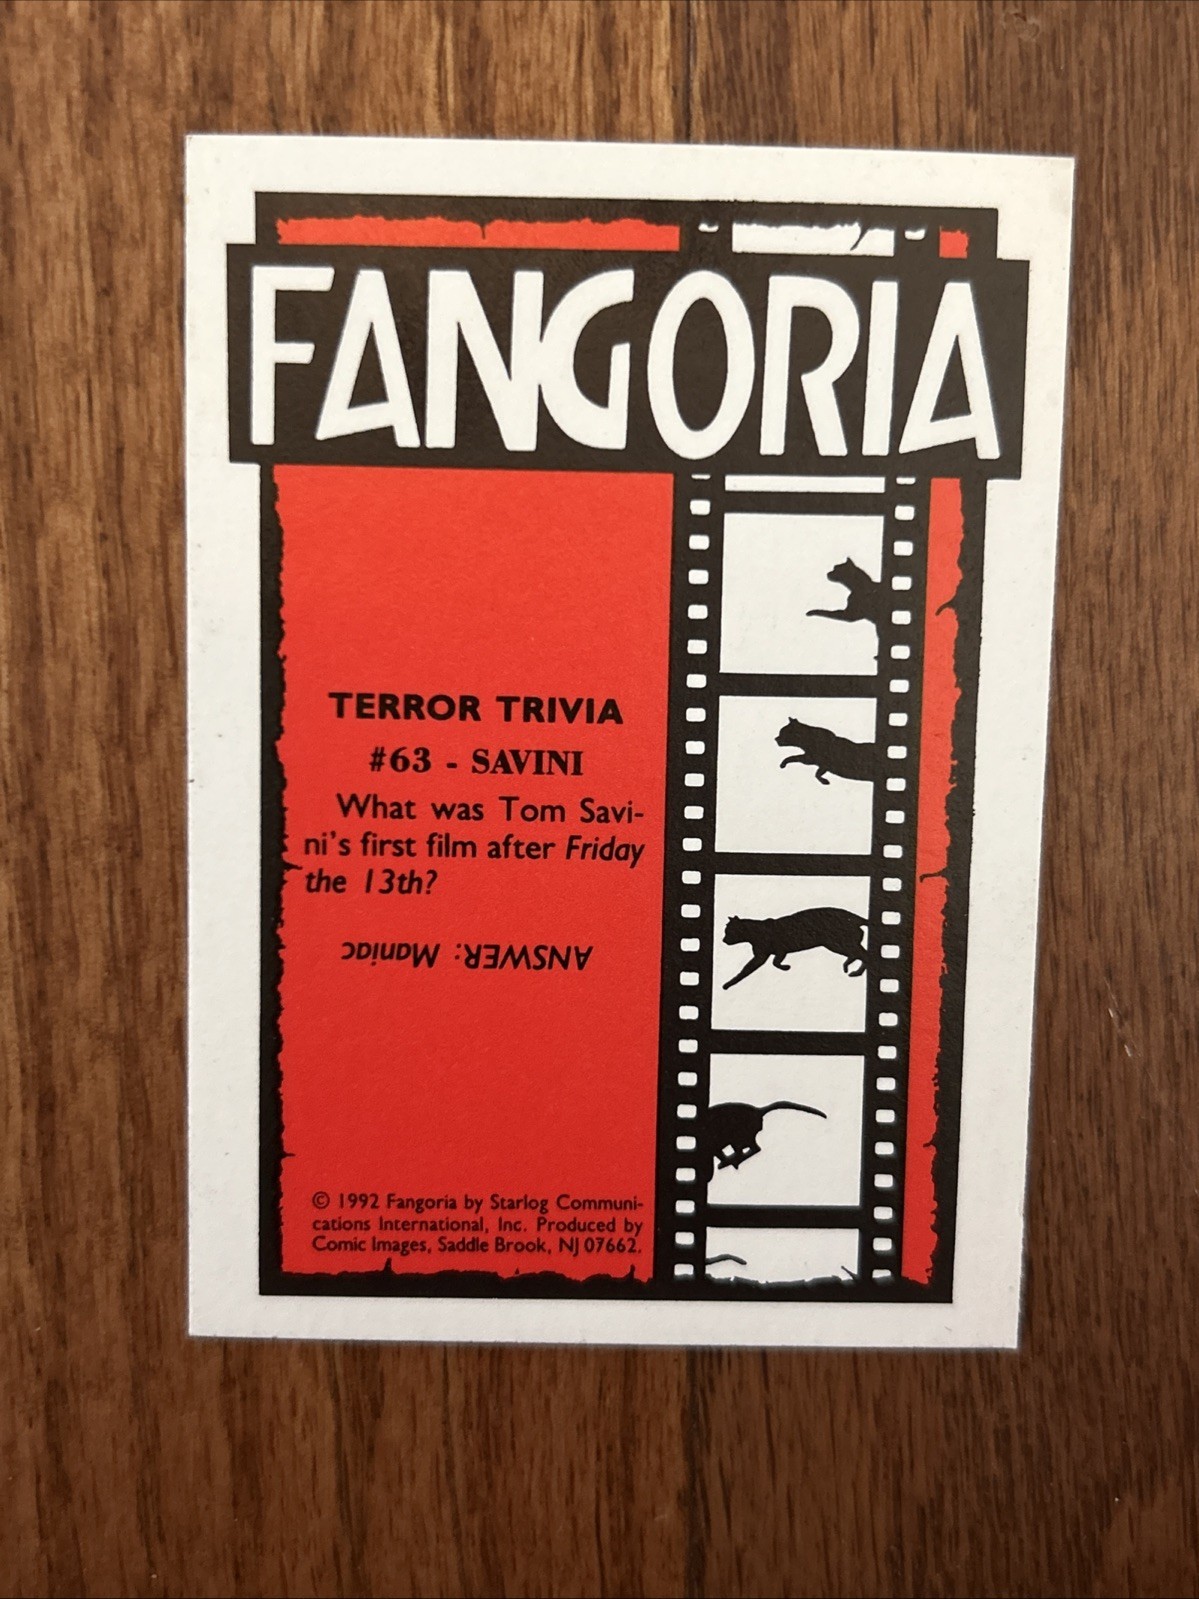 FANGORIA
TERROR TRIVIA
#63 - SAVINI
What was Tom Savi-
ni's first film after Friday
the 13th?
ANSWER: Maniac
© 1992 Fangoria by Starlog Communi-
cations International, Inc. Produced by
Comic Images, Saddle Brook, NJ 07662.